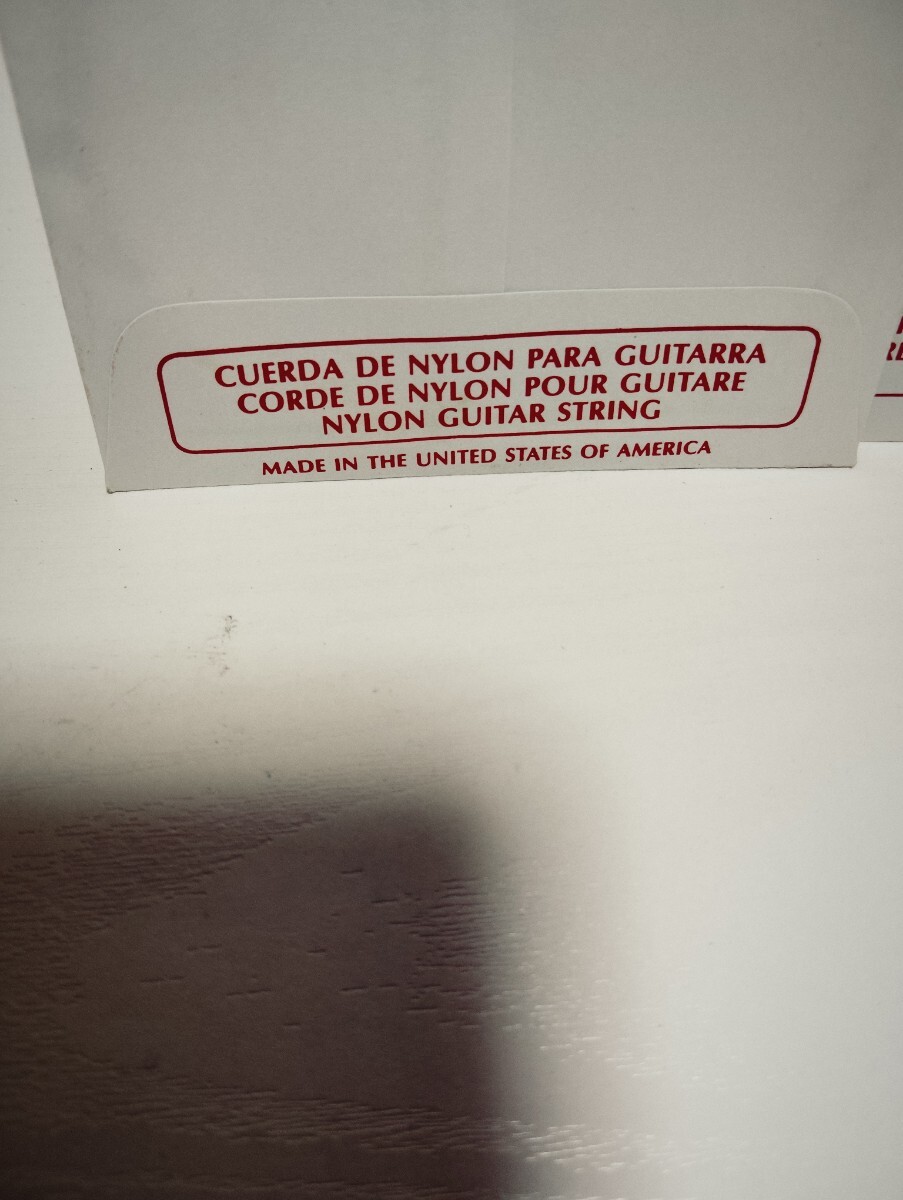 CUERDA DE NYLON PARA GUITARRA
CORDE DE NYLON POUR GUITARE
NYLON GUITAR STRING
MADE IN THE UNITED STATES OF AMERICA